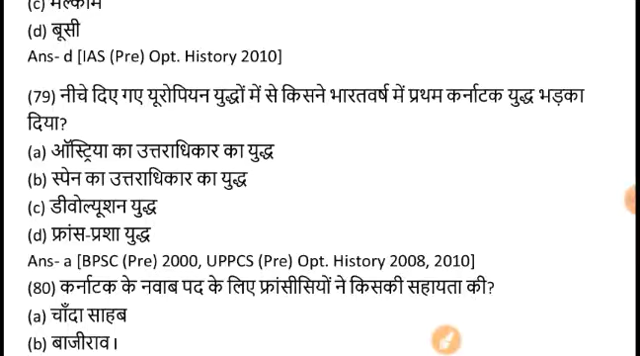 (c) मेल्कॉम
(d) बूसी
Ans- d [IAS (Pre) Opt. History 2010]
(79) नीचे दिए गए यूरोपियन युद्धों में से किसने भारतवर्ष में प्रथम कर्नाटक युद्ध भड़का
दिया?
(a) ऑस्ट्रिया का उत्तराधिकार का युद्ध
(b) स्पेन का उत्तराधिकार का युद्ध
(c) डीवोल्यूशन युद्ध
(d) फ्रांस-प्रशा युद्ध
Ans- a [BPSC (Pre) 2000, UPPCS (Pre) Opt. History 2008, 2010]
(80) कर्नाटक के नवाब पद के लिए फ्रांसीसियों ने किसकी सहायता की?
(a) चाँदा साहब
(b) बाजीराव।